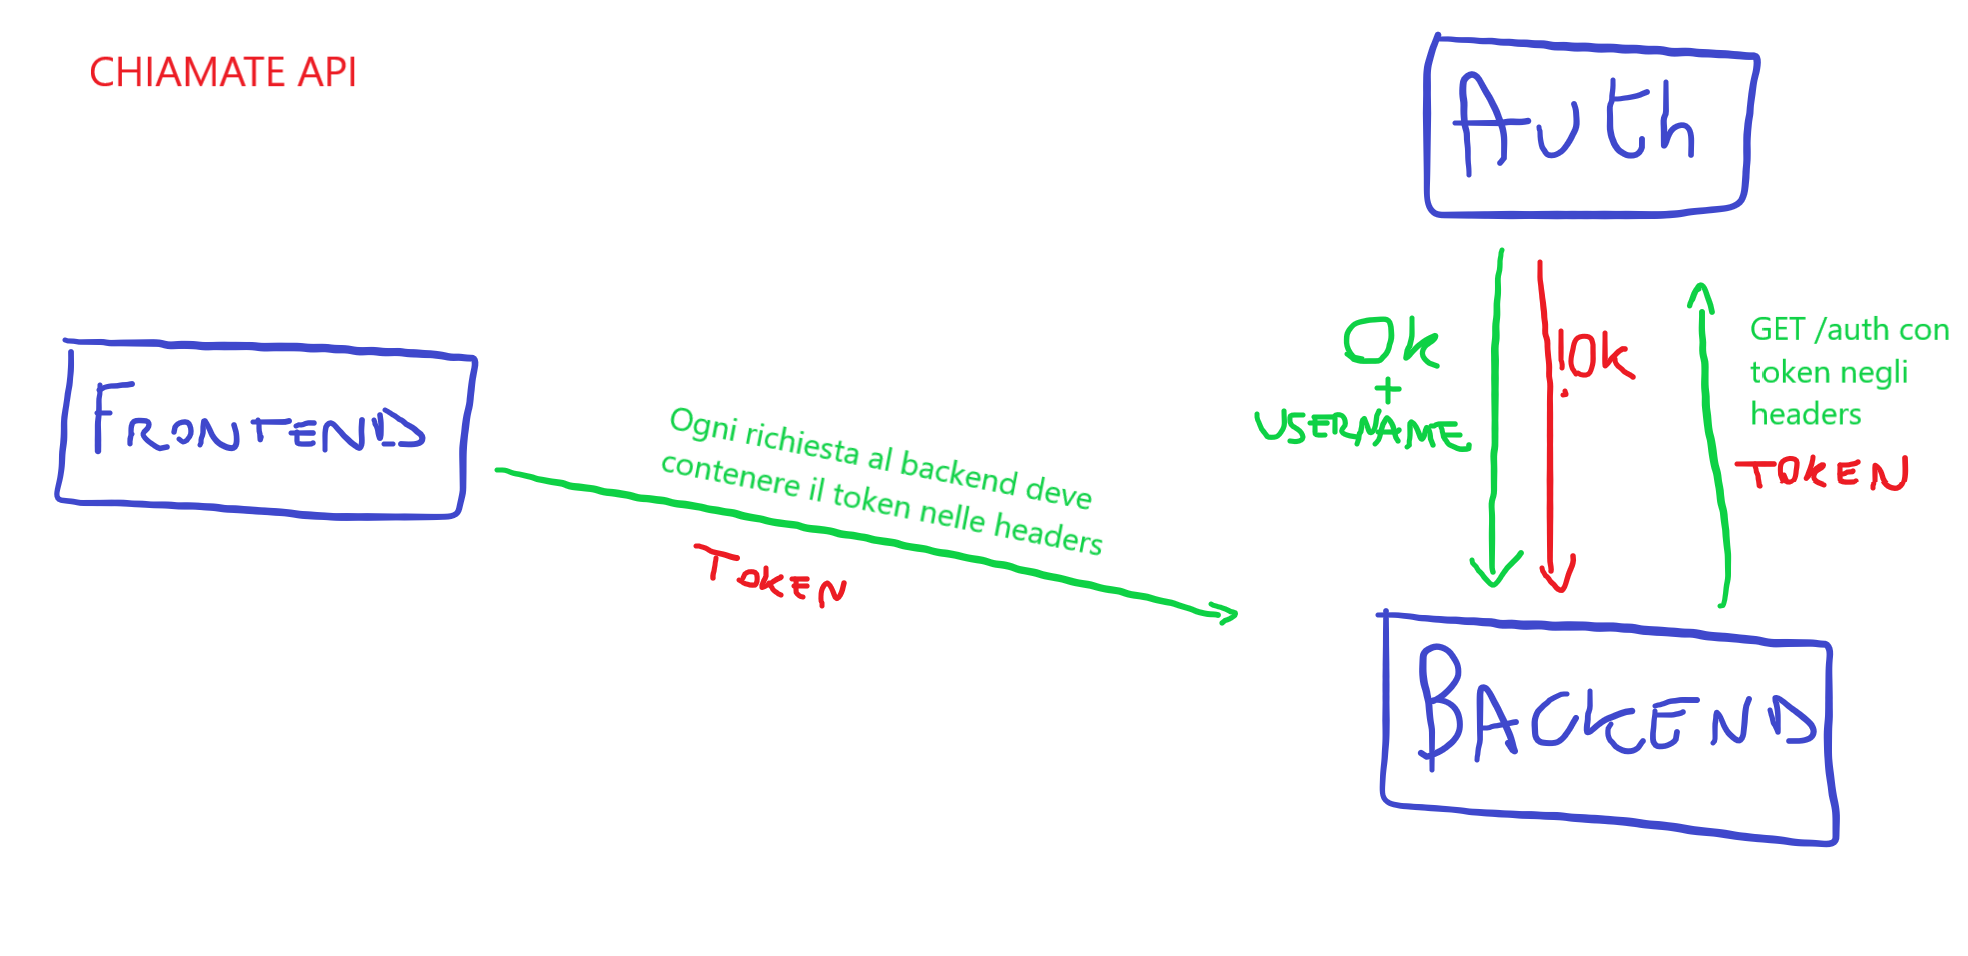 CHIAMATE API
Auth
FRONTEND
Ogni richiesta al backend deve
contenere il token nelle headers
TOKEN
Ok
+
USERNAME
!Ok
GET /auth con
token negli
headers
TOKEN
BACKEND